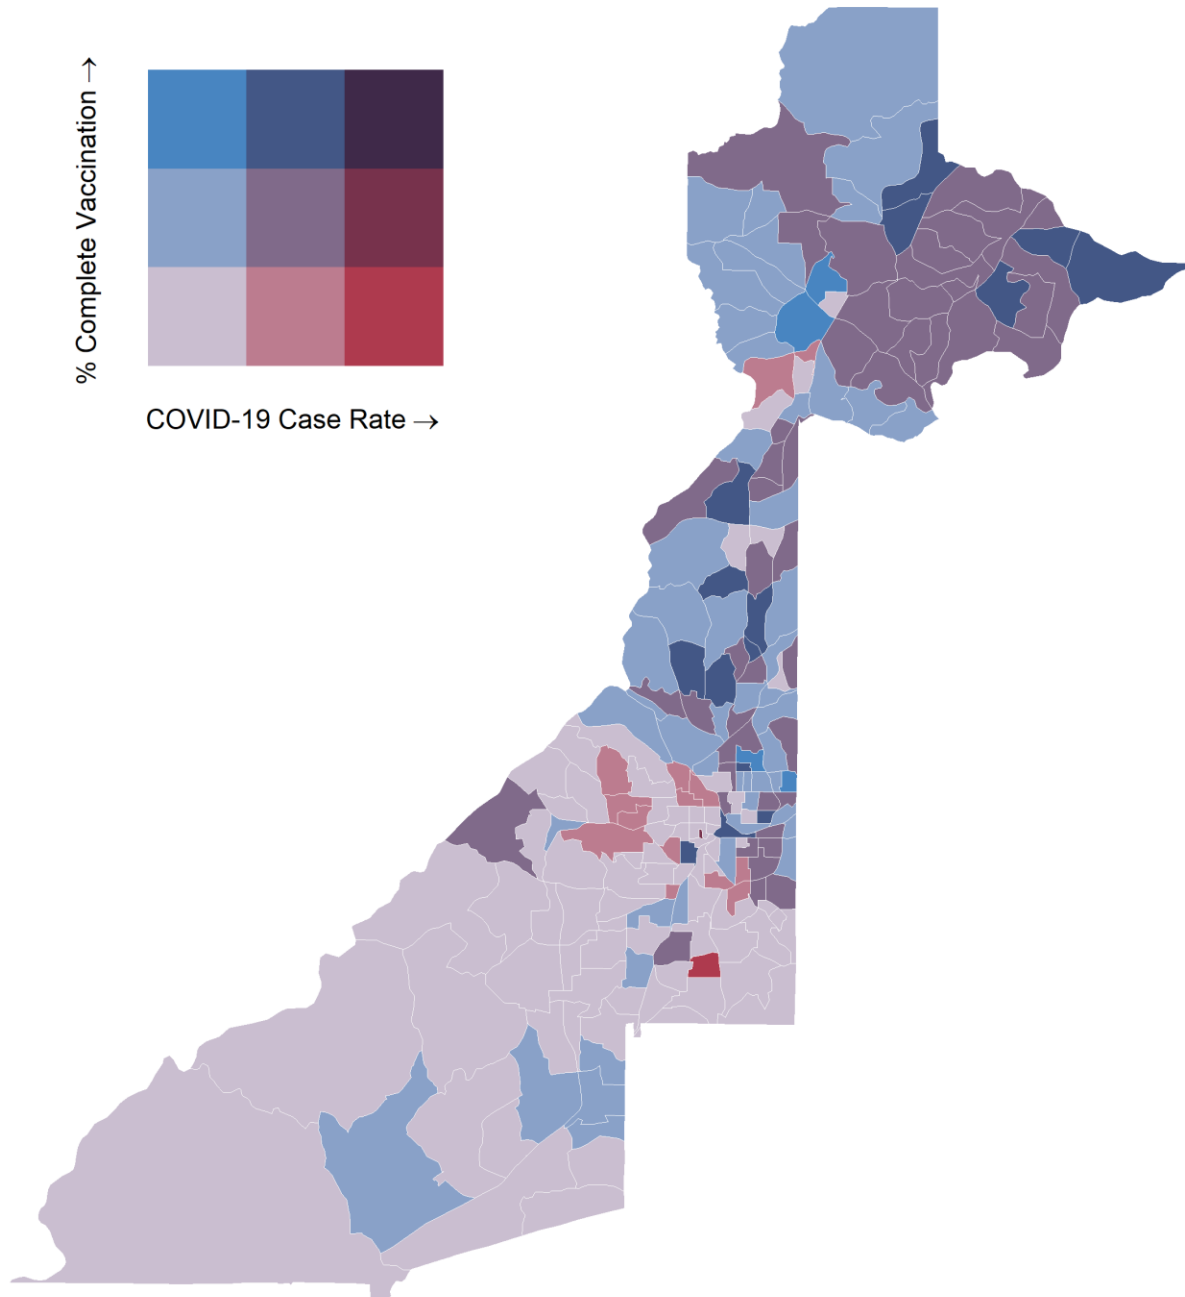 % Complete Vaccination →
COVID-19 Case Rate →